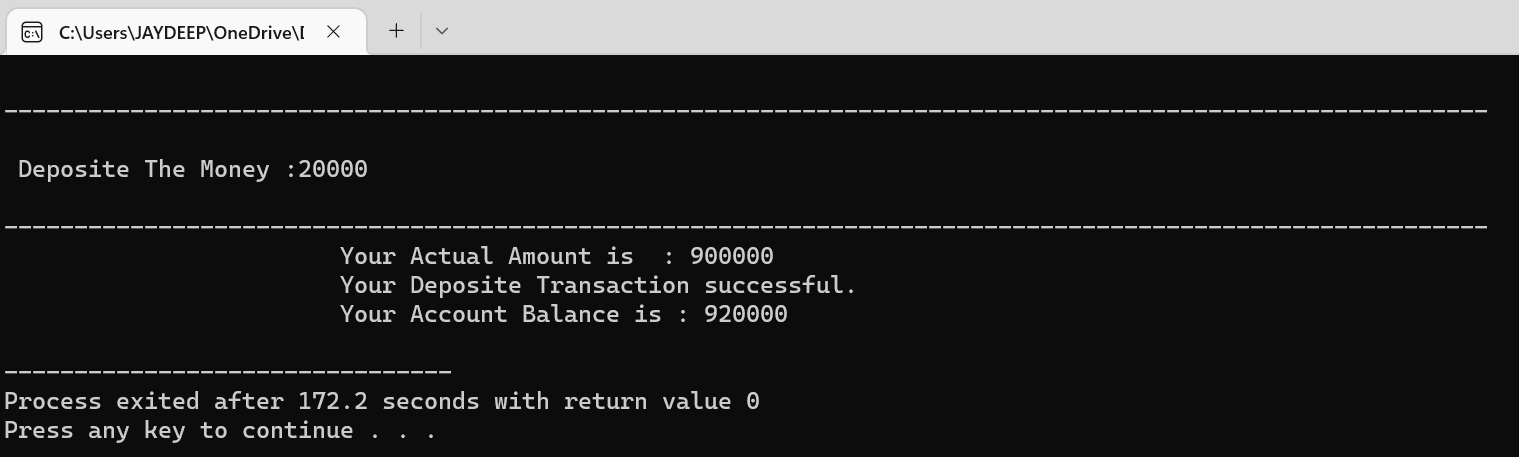 C:\Users\JAYDEEP\OneDrive\
--------------------------------------------------------------------------------------------------------------
Deposite The Money :20000
--------------------------------------------------------------------------------------------------------------
Your Actual Amount is  : 900000
Your Deposite Transaction successful.
Your Account Balance is : 920000
--------------------------------
Process exited after 172.2 seconds with return value 0
Press any key to continue . . .